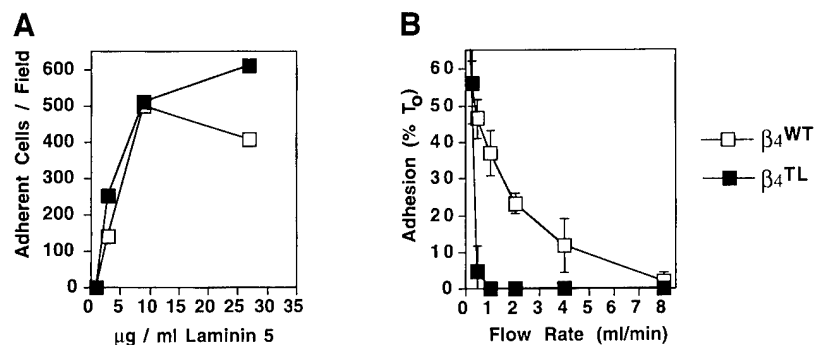 A
Adherent Cells / Field
600
500
400
300
200
100
0
0 5 10 15 20 25 30 35
µg / ml Laminin 5
B
Adhesion (% To)
60
50
40
30
20
10
0
0 1 2 3 4 5 6 7 8
Flow Rate (ml/min)
β4WT
β4TL